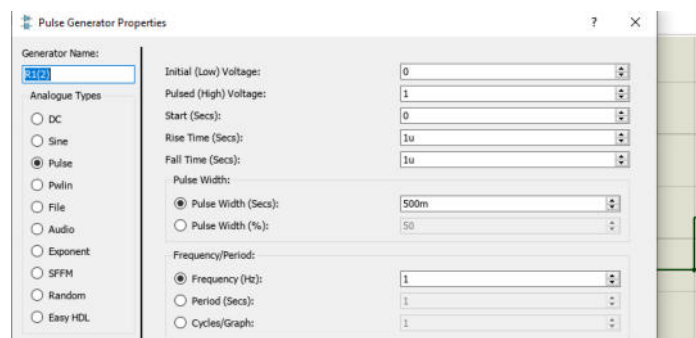 Pulse Generator Properties ? X
Generator Name:
R1(2)
Analogue Types
DC
Sine
Pulse
Pwlin
File
Audio
Exponent
SFFM
Random
Easy HDL
Initial (Low) Voltage: 0
Pulsed (High) Voltage: 1
Start (Secs): 0
Rise Time (Secs): 1u
Fall Time (Secs): 1u
Pulse Width:
Pulse Width (Secs): 500m
Pulse Width (%): 50
Frequency/Period:
Frequency (Hz): 1
Period (Secs): 1
Cycles/Graph: 1